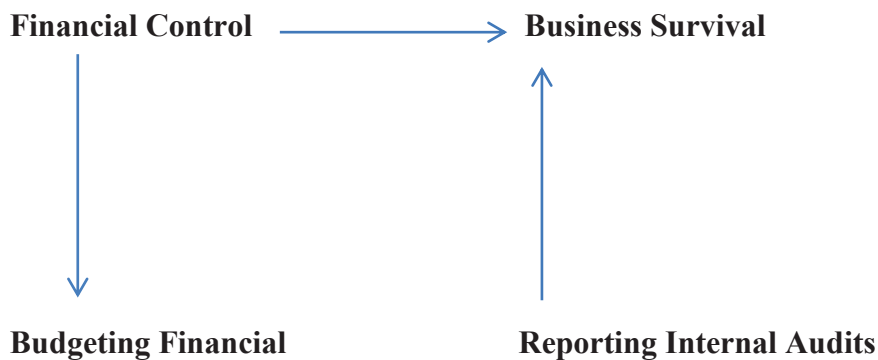 Financial Control Business Survival
Budgeting Financial Reporting Internal Audits